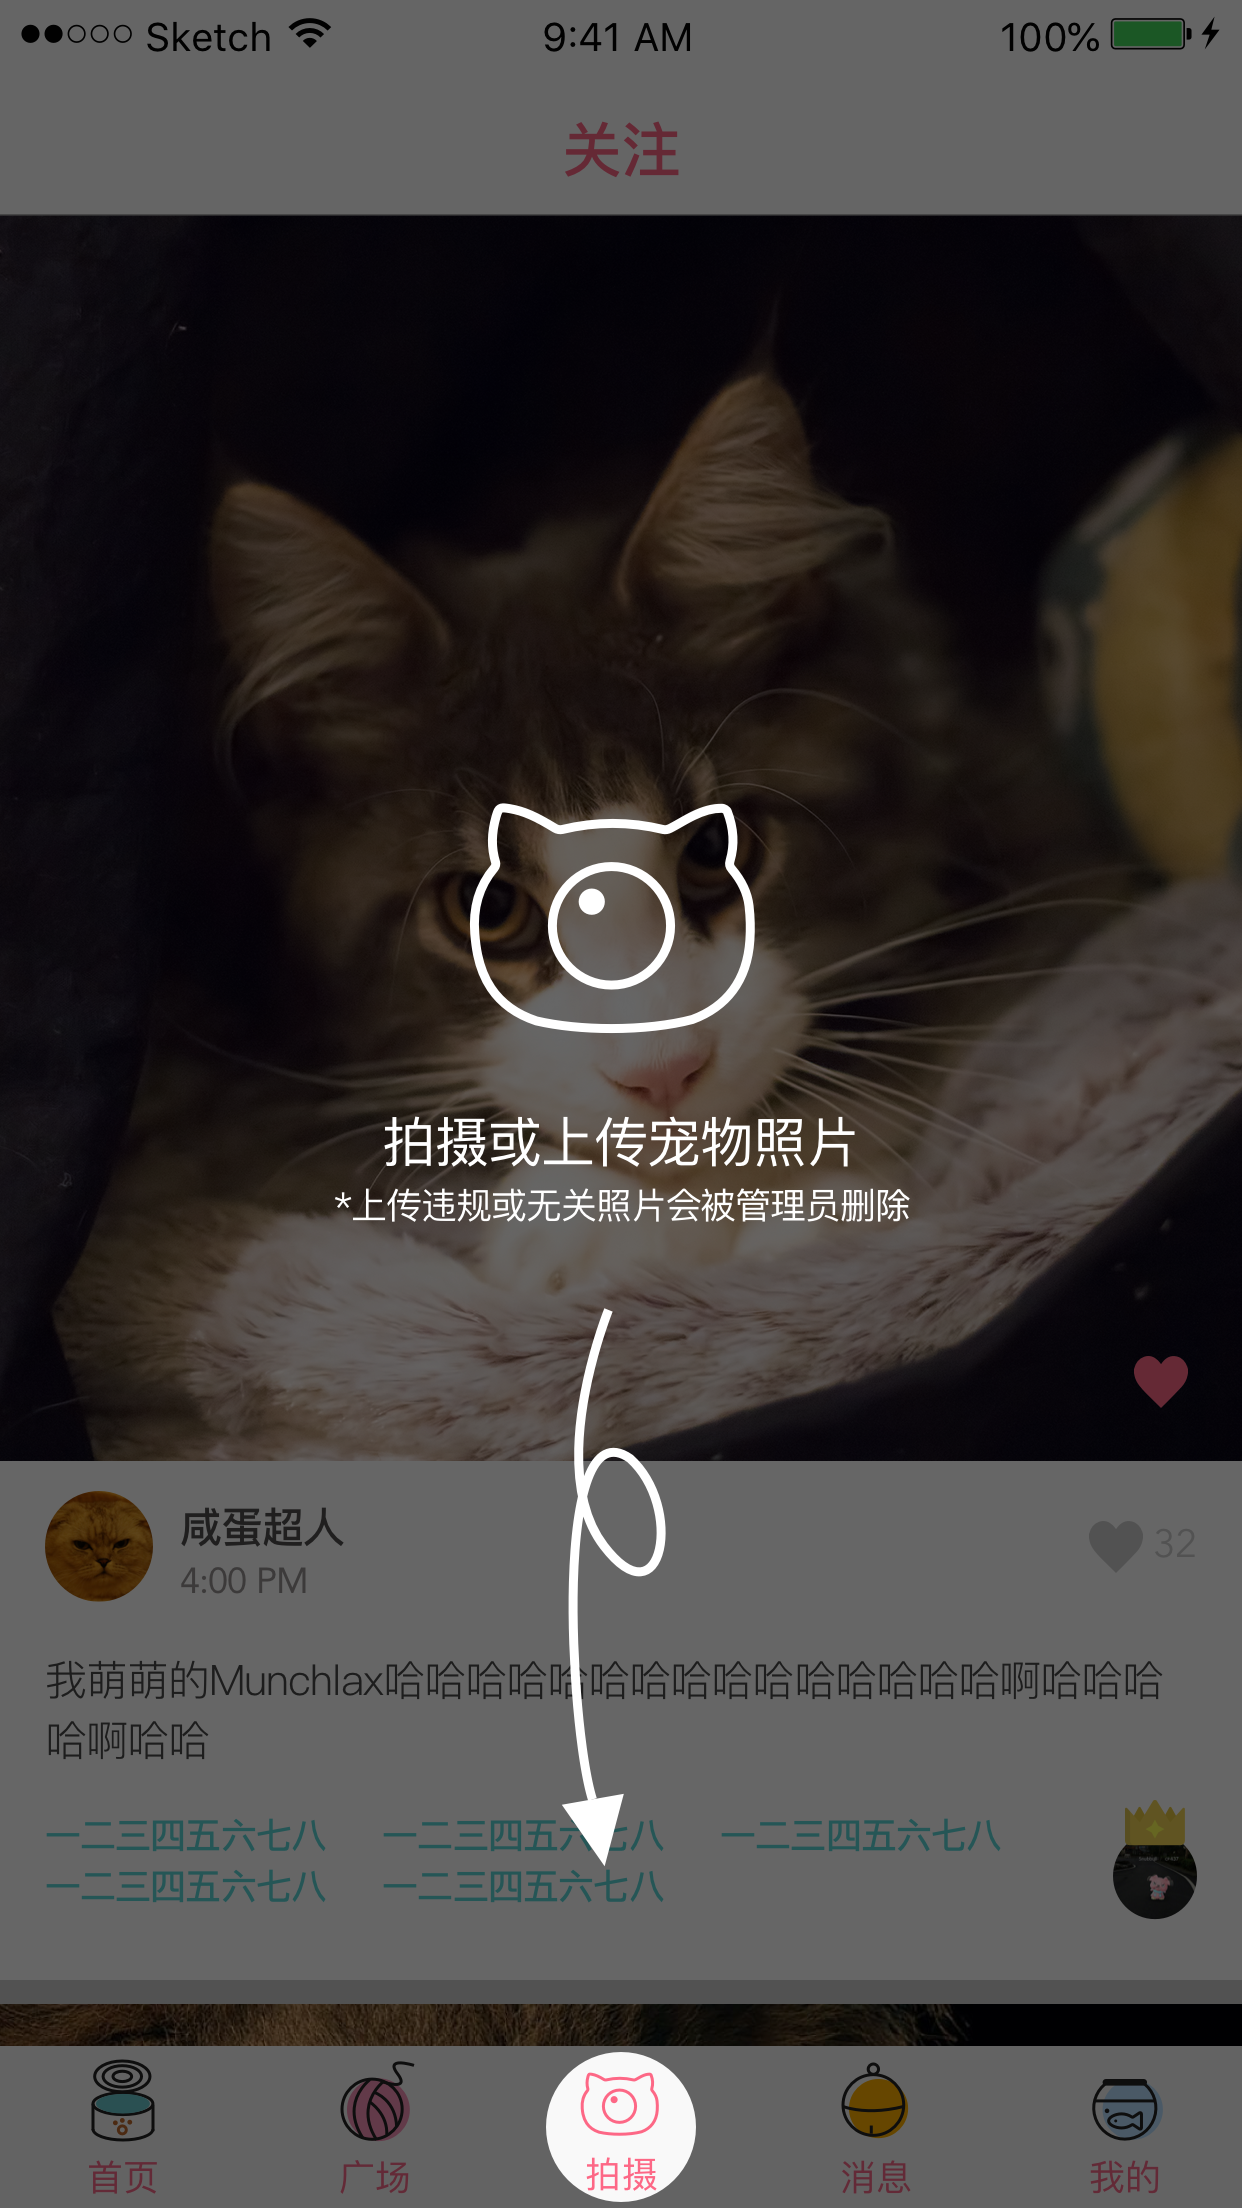 Sketch 9:41 AM 100%
关注
拍摄或上传宠物照片
*上传违规或无关照片会被管理员删除
咸蛋超人
4:00 PM
32
我萌萌的Munchlax哈哈哈哈哈哈哈哈哈哈哈哈哈哈哈啊哈哈哈
哈啊哈哈
一二三四五六七八 一二三四五六七八 一二三四五六七八
一二三四五六七八 一二三四五六七八
首页 广场 拍摄 消息 我的